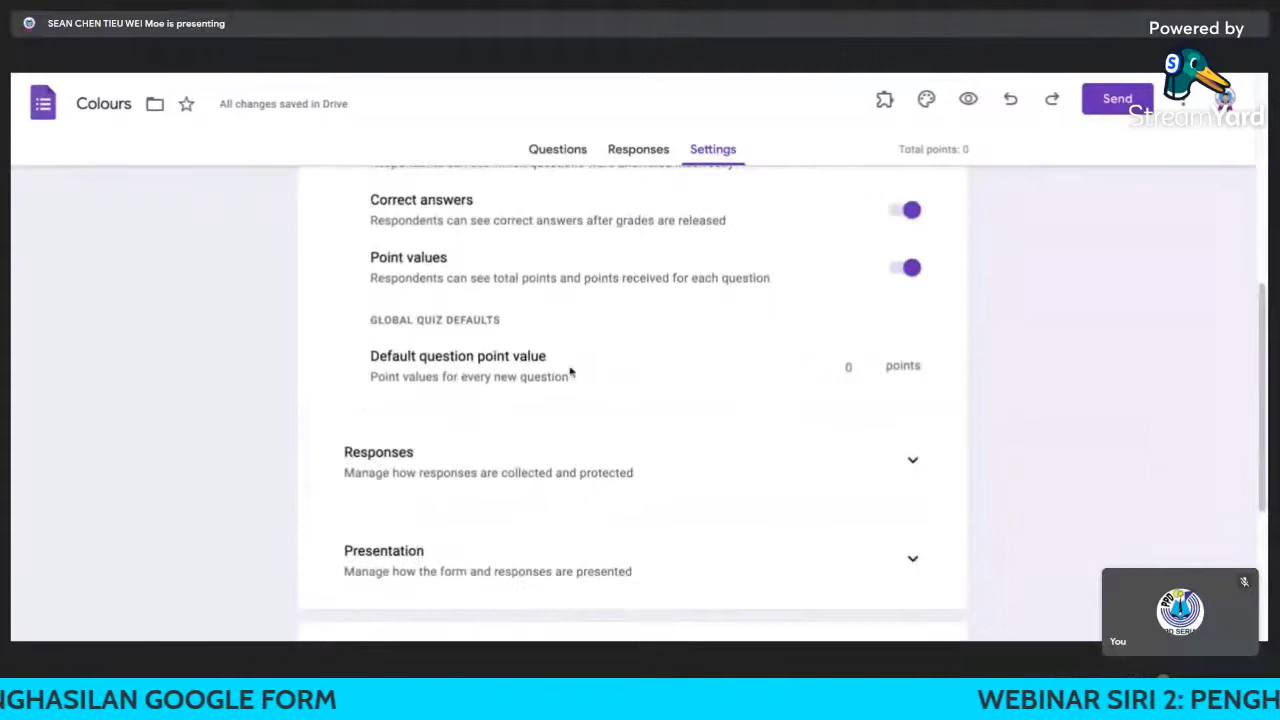 SEAN CHEN TIEU WEI Moe is presenting
Powered by
StreamYard
Colours
All changes saved in Drive
Send
Questions
Responses
Settings
Total points: 0
Correct answers
Respondents can see correct answers after grades are released
Point values
Respondents can see total points and points received for each question
GLOBAL QUIZ DEFAULTS
Default question point value
Point values for every new question
0 points
Responses
Manage how responses are collected and protected
Presentation
Manage how the form and responses are presented
PPD
You
NGHASILAN GOOGLE FORM
WEBINAR SIRI 2: PENGH